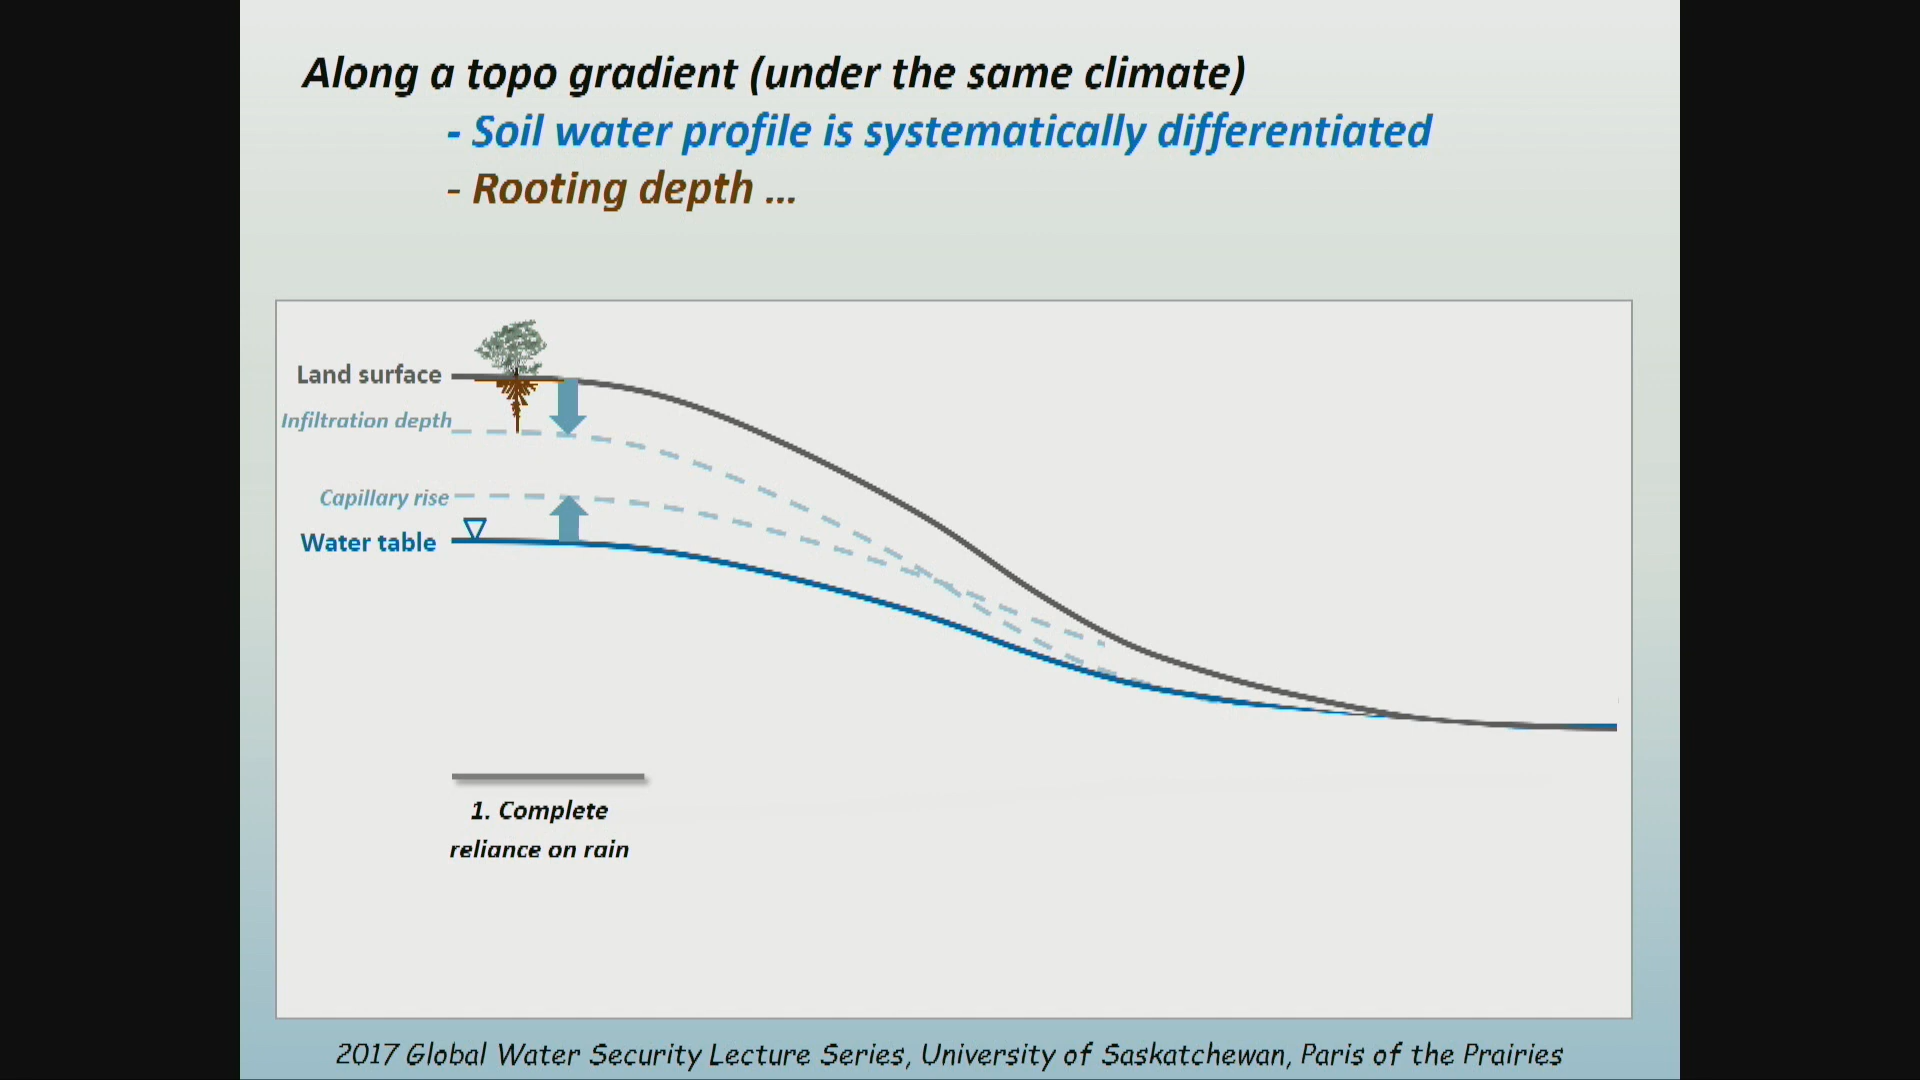 Along a topo gradient (under the same climate)
- Soil water profile is systematically differentiated
- Rooting depth ...
Land surface
Infiltration depth
Capillary rise
Water table
1. Complete
reliance on rain
2017 Global Water Security Lecture Series, University of Saskatchewan, Paris of the Prairies